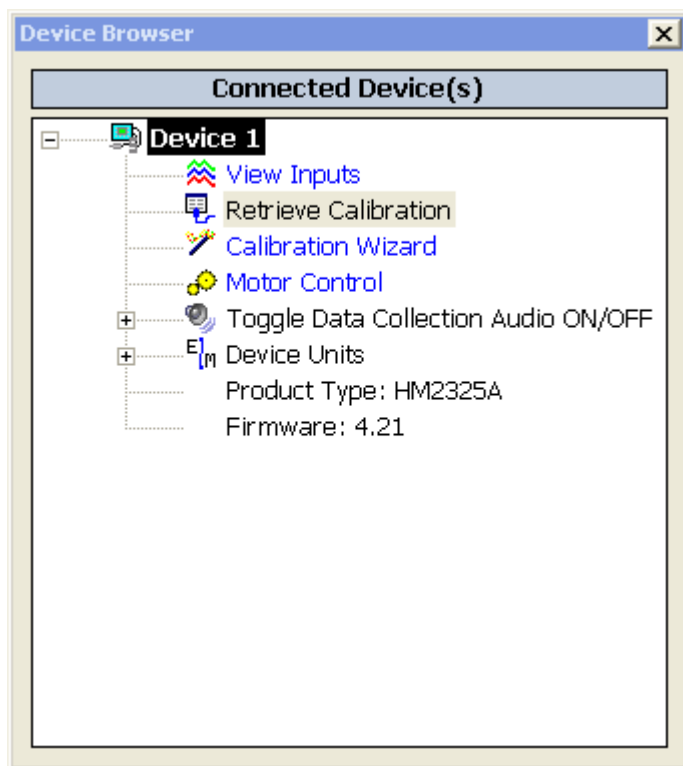 Device Browser
Connected Device(s)
Device 1
View Inputs
Retrieve Calibration
Calibration Wizard
Motor Control
Toggle Data Collection Audio ON/OFF
E M Device Units
Product Type: HM2325A
Firmware: 4.21